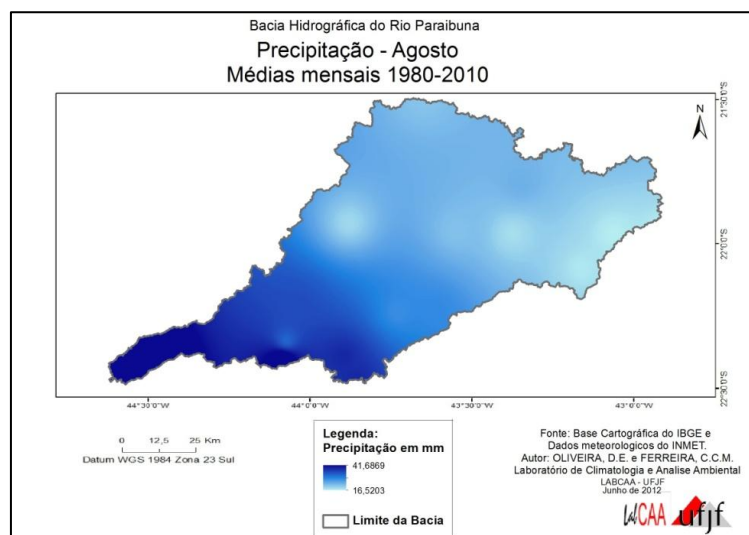 Bacia Hidrográfica do Rio Paraibuna
Precipitação - Agosto
Médias mensais 1980-2010
21°30'0"S
N
22°0'0"S
22°30'0"S
44°30'0"W
44°0'0"W
43°30'0"W
43°0'0"W
0 12,5 25 Km
Datum WGS 1984 Zona 23 Sul
Legenda:
Precipitação em mm
41,6869
16,5203
Limite da Bacia
Fonte: Base Cartográfica do IBGE e
Dados meteorologicos do INMET.
Autor: OLIVEIRA, D.E. e FERREIRA, C.C.M.
Laboratório de Climatologia e Analise Ambiental
LABCAA - UFJF
Junho de 2012
LabCAA ufjf